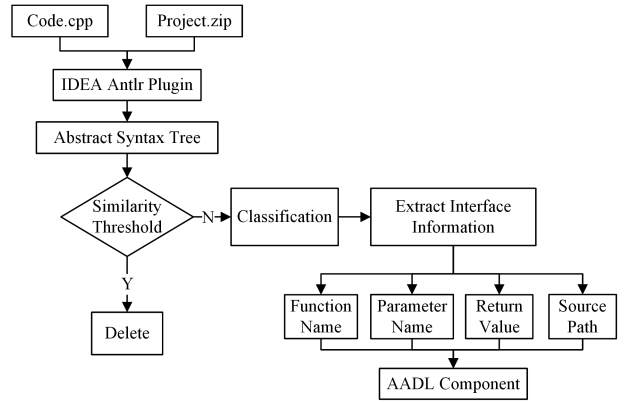 Code.cpp
Project.zip
IDEA Antlr Plugin
Abstract Syntax Tree
Similarity
Threshold
N
Classification
Extract Interface
Information
Y
Delete
Function
Name
Parameter
Name
Return
Value
Source
Path
AADL Component